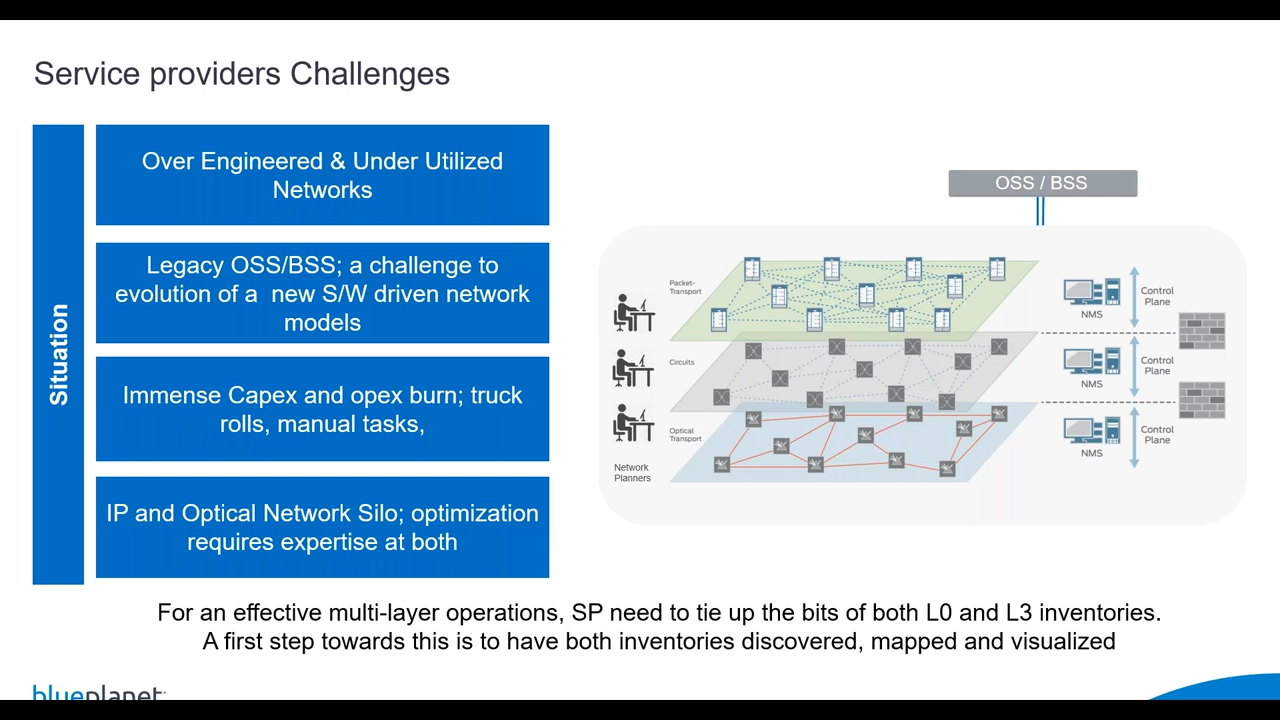 Service providers Challenges
Situation
Over Engineered & Under Utilized
Networks
Legacy OSS/BSS; a challenge to
evolution of a new S/W driven network
models
Immense Capex and opex burn; truck
rolls, manual tasks,
IP and Optical Network Silo; optimization
requires expertise at both
OSS / BSS
Packet-
Transport
NMS
Control
Plane
Circuits
NMS
Control
Plane
Optical
Transport
NMS
Control
Plane
Network
Planners
For an effective multi-layer operations, SP need to tie up the bits of both L0 and L3 inventories.
A first step towards this is to have both inventories discovered, mapped and visualized
blueplanet